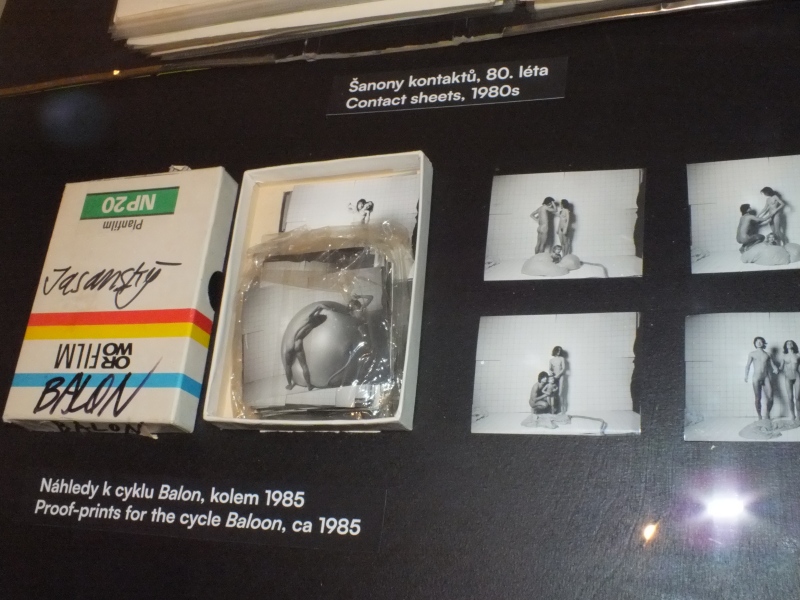 Šanony kontaktů, 80. léta
Contact sheets, 1980s
NP20
Planfilm
Jasanský
ORWO FILM
BALON
BALON
Náhledy k cyklu Balon, kolem 1985
Proof-prints for the cycle Baloon, ca 1985